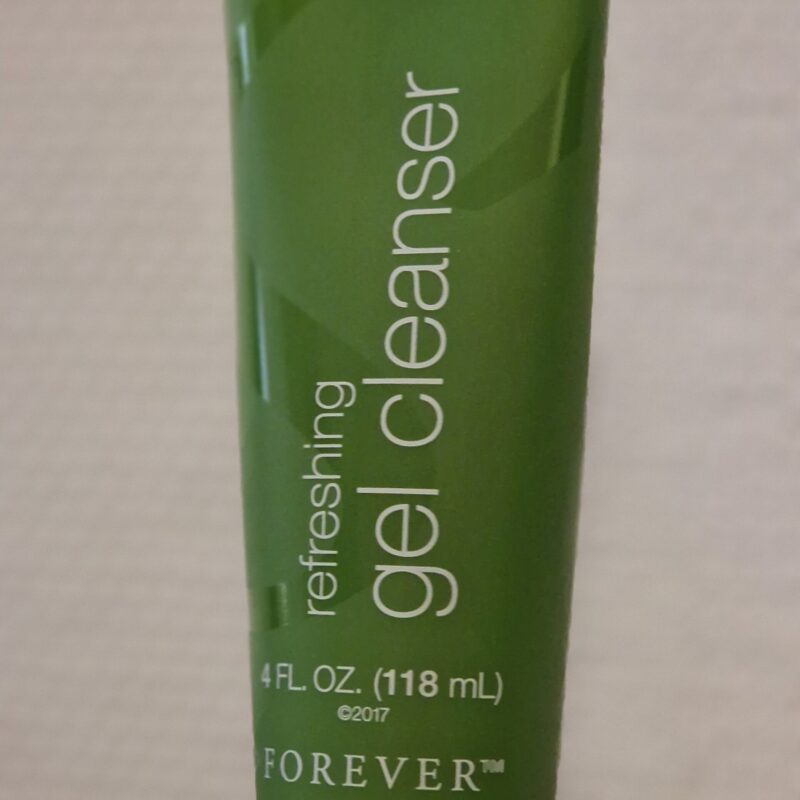 refreshing
gel cleanser
4 FL. OZ. (118 mL)
©2017
FOREVER™